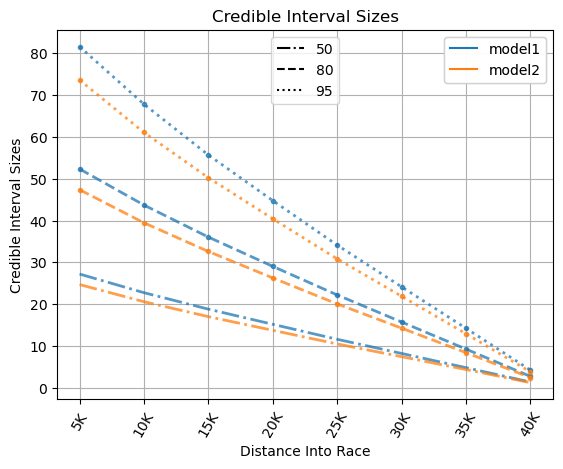 Credible Interval Sizes
50
80
95
model1
model2
Credible Interval Sizes
80
70
60
50
40
30
20
10
0
5K
10K
15K
20K
25K
30K
35K
40K
Distance Into Race